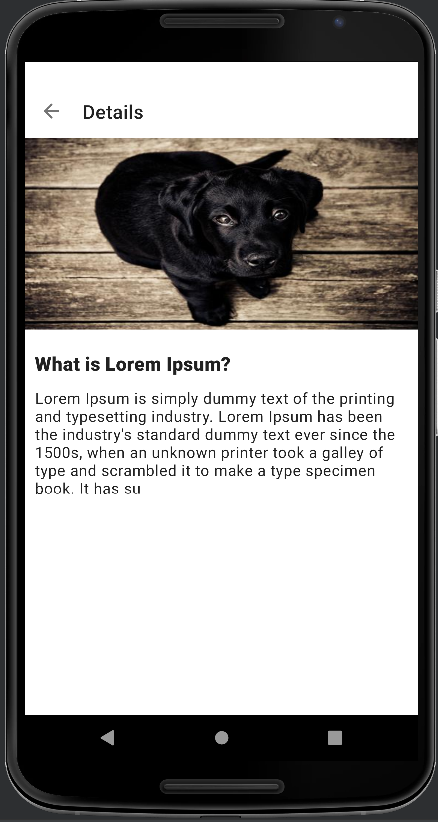 Details
What is Lorem Ipsum?
Lorem Ipsum is simply dummy text of the printing
and typesetting industry. Lorem Ipsum has been
the industry's standard dummy text ever since the
1500s, when an unknown printer took a galley of
type and scrambled it to make a type specimen
book. It has su